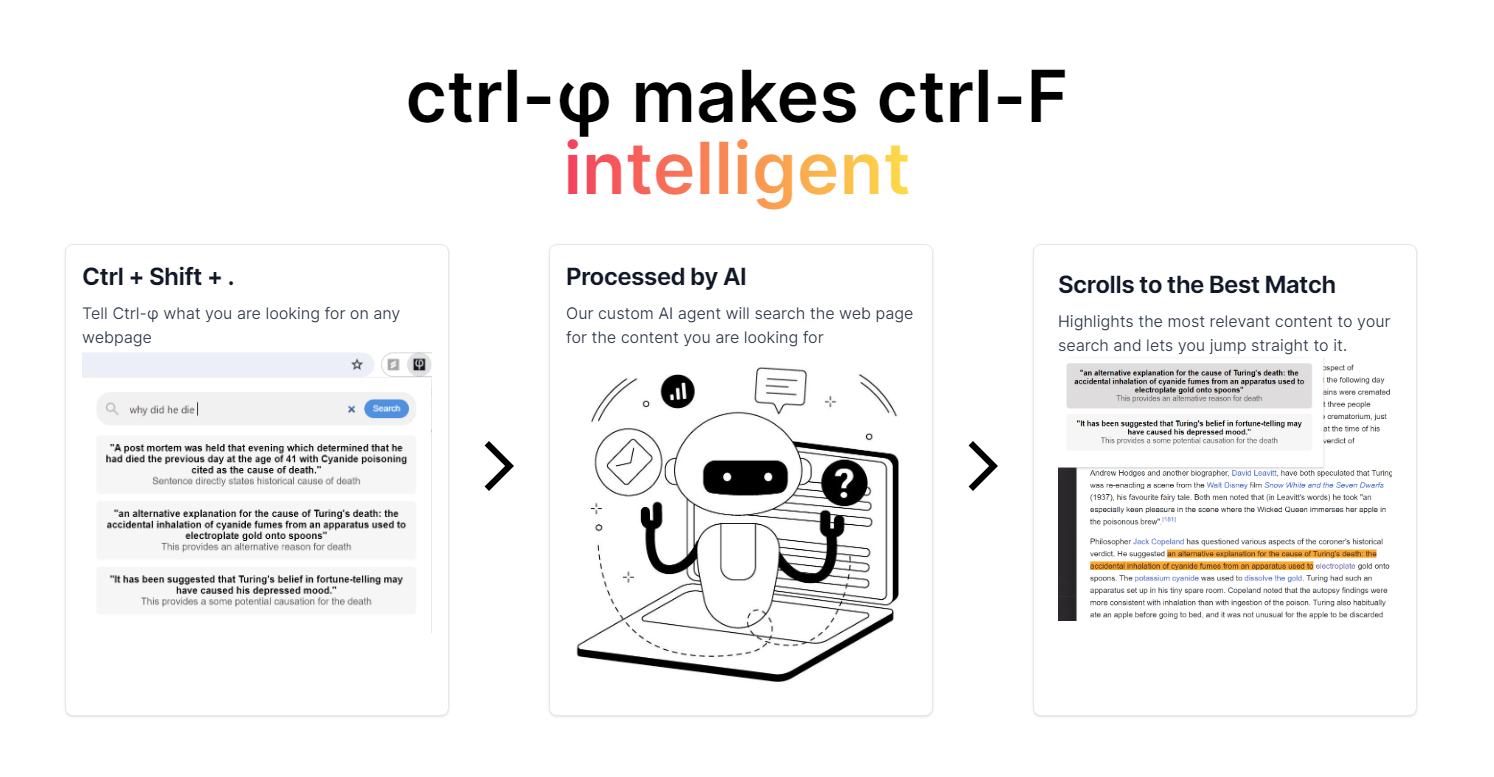 ctrl-φ makes ctrl-F
intelligent
Ctrl + Shift + .
Tell Ctrl-φ what you are looking for on any
webpage
φ
why did he die
×
Search
"A post mortem was held that evening which determined that he
had died the previous day at the age of 41 with Cyanide poisoning
cited as the cause of death."
Sentence directly states historical cause of death
"an alternative explanation for the cause of Turing's death: the
accidental inhalation of cyanide fumes from an apparatus used to
electroplate gold onto spoons"
This provides an alternative reason for death
"It has been suggested that Turing's belief in fortune-telling may
have caused his depressed mood."
This provides a some potential causation for the death
Processed by AI
Our custom AI agent will search the web page
for the content you are looking for
?
Scrolls to the Best Match
Highlights the most relevant content to your
search and lets you jump straight to it.
"an alternative explanation for the cause of Turing's death: the
accidental inhalation of cyanide fumes from an apparatus used to
electroplate gold onto spoons"
This provides an alternative reason for death
"It has been suggested that Turing's belief in fortune-telling may
have caused his depressed mood."
This provides a some potential causation for the death
spect of
the following day
ains were cremated
three people
crematorium, just
at the time of his
verdict of
Andrew Hodges and another biographer, David Leavitt, have both speculated that Turing
was re-enacting a scene from the Walt Disney film Snow White and the Seven Dwarfs
(1937), his favourite fairy tale. Both men noted that (in Leavitt's words) he took "an
especially keen pleasure in the scene where the Wicked Queen immerses her apple in
the poisonous brew".[181]
Philosopher Jack Copeland has questioned various aspects of the coroner's historical
verdict. He suggested an alternative explanation for the cause of Turing's death: the
accidental inhalation of cyanide fumes from an apparatus used to electroplate gold onto
spoons. The potassium cyanide was used to dissolve the gold. Turing had such an
apparatus set up in his tiny spare room. Copeland noted that the autopsy findings were
more consistent with inhalation than with ingestion of the poison. Turing also habitually
ate an apple before going to bed, and it was not unusual for the apple to be discarded